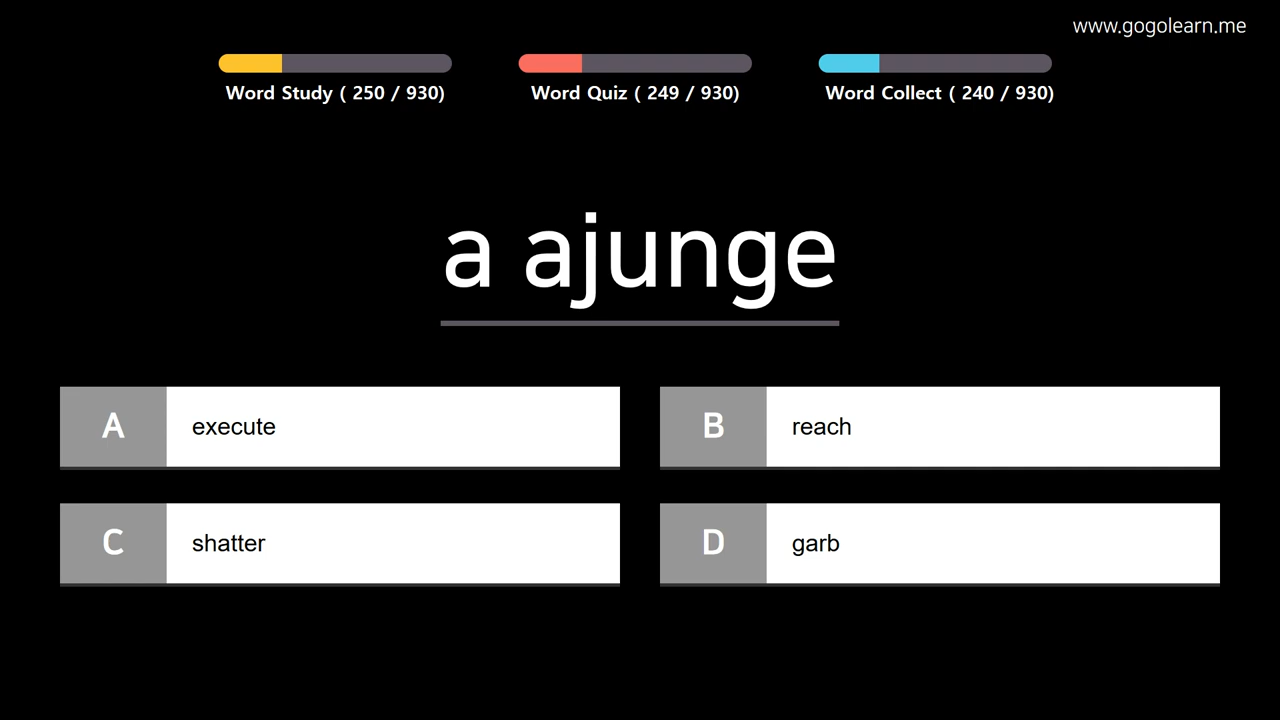 www.gogolearn.me
Word Study ( 250 / 930)
Word Quiz ( 249 / 930)
Word Collect ( 240 / 930)
a ajunge
A execute
B reach
C shatter
D garb